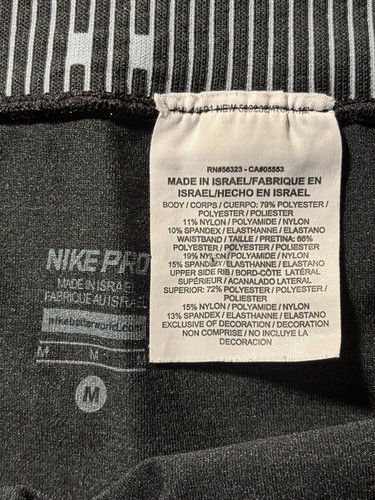 RN#56323 - CA#05553
MADE IN ISRAEL/FABRIQUE EN
ISRAEL/HECHO EN ISRAEL
BODY / CORPS / CUERPO: 79% POLYESTER /
POLYESTER / POLIESTER
11% NYLON / POLYAMIDE / NYLON
10% SPANDEX / ELASTHANNE / ELASTANO
WAISTBAND / TAILLE / PRETINA: 66%
POLYESTER / POLYESTER / POLIESTER
19% NYLON / POLYAMIDE / NYLON
15% SPANDEX / ELASTHANNE / ELASTANO
UPPER SIDE RIB / BORD-CÔTE LATÉRAL
SUPÉRIEUR / ACANALADO LATERAL
SUPERIOR: 72% POLYESTER / POLYESTER /
POLIESTER
15% NYLON / POLYAMIDE / NYLON
13% SPANDEX / ELASTHANNE / ELASTANO
EXCLUSIVE OF DECORATION / DECORATION
NON COMPRISE / NO INCLUYE LA
DECORACION
NIKE PRO
MADE IN ISRAE
FABRIQUE AU ISRAE
nikebetterworld.com
M M M
M